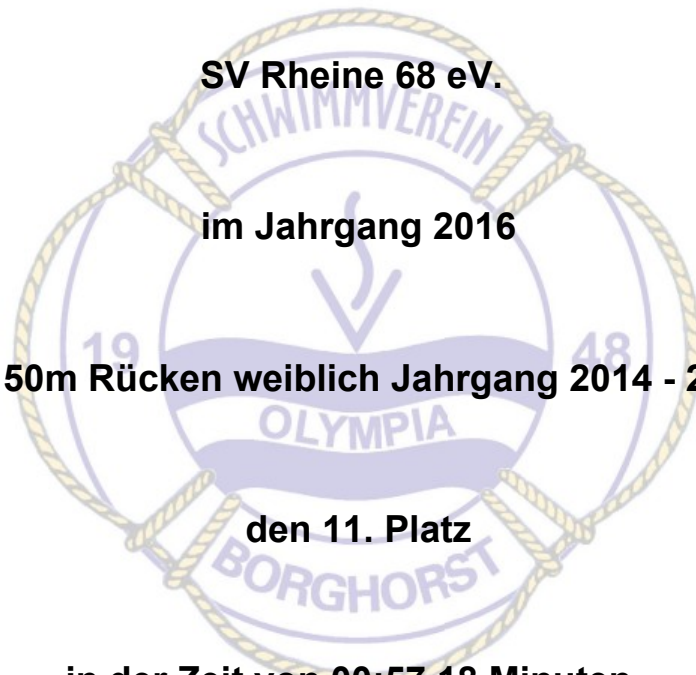 SV Rheine 68 eV.
SCHWIMMVEREIN
im Jahrgang 2016
19 48
50m Rücken weiblich Jahrgang 2014 - 2
OLYMPIA
den 11. Platz
BORGHORST
in der Zeit von 00:57,18 Minuten